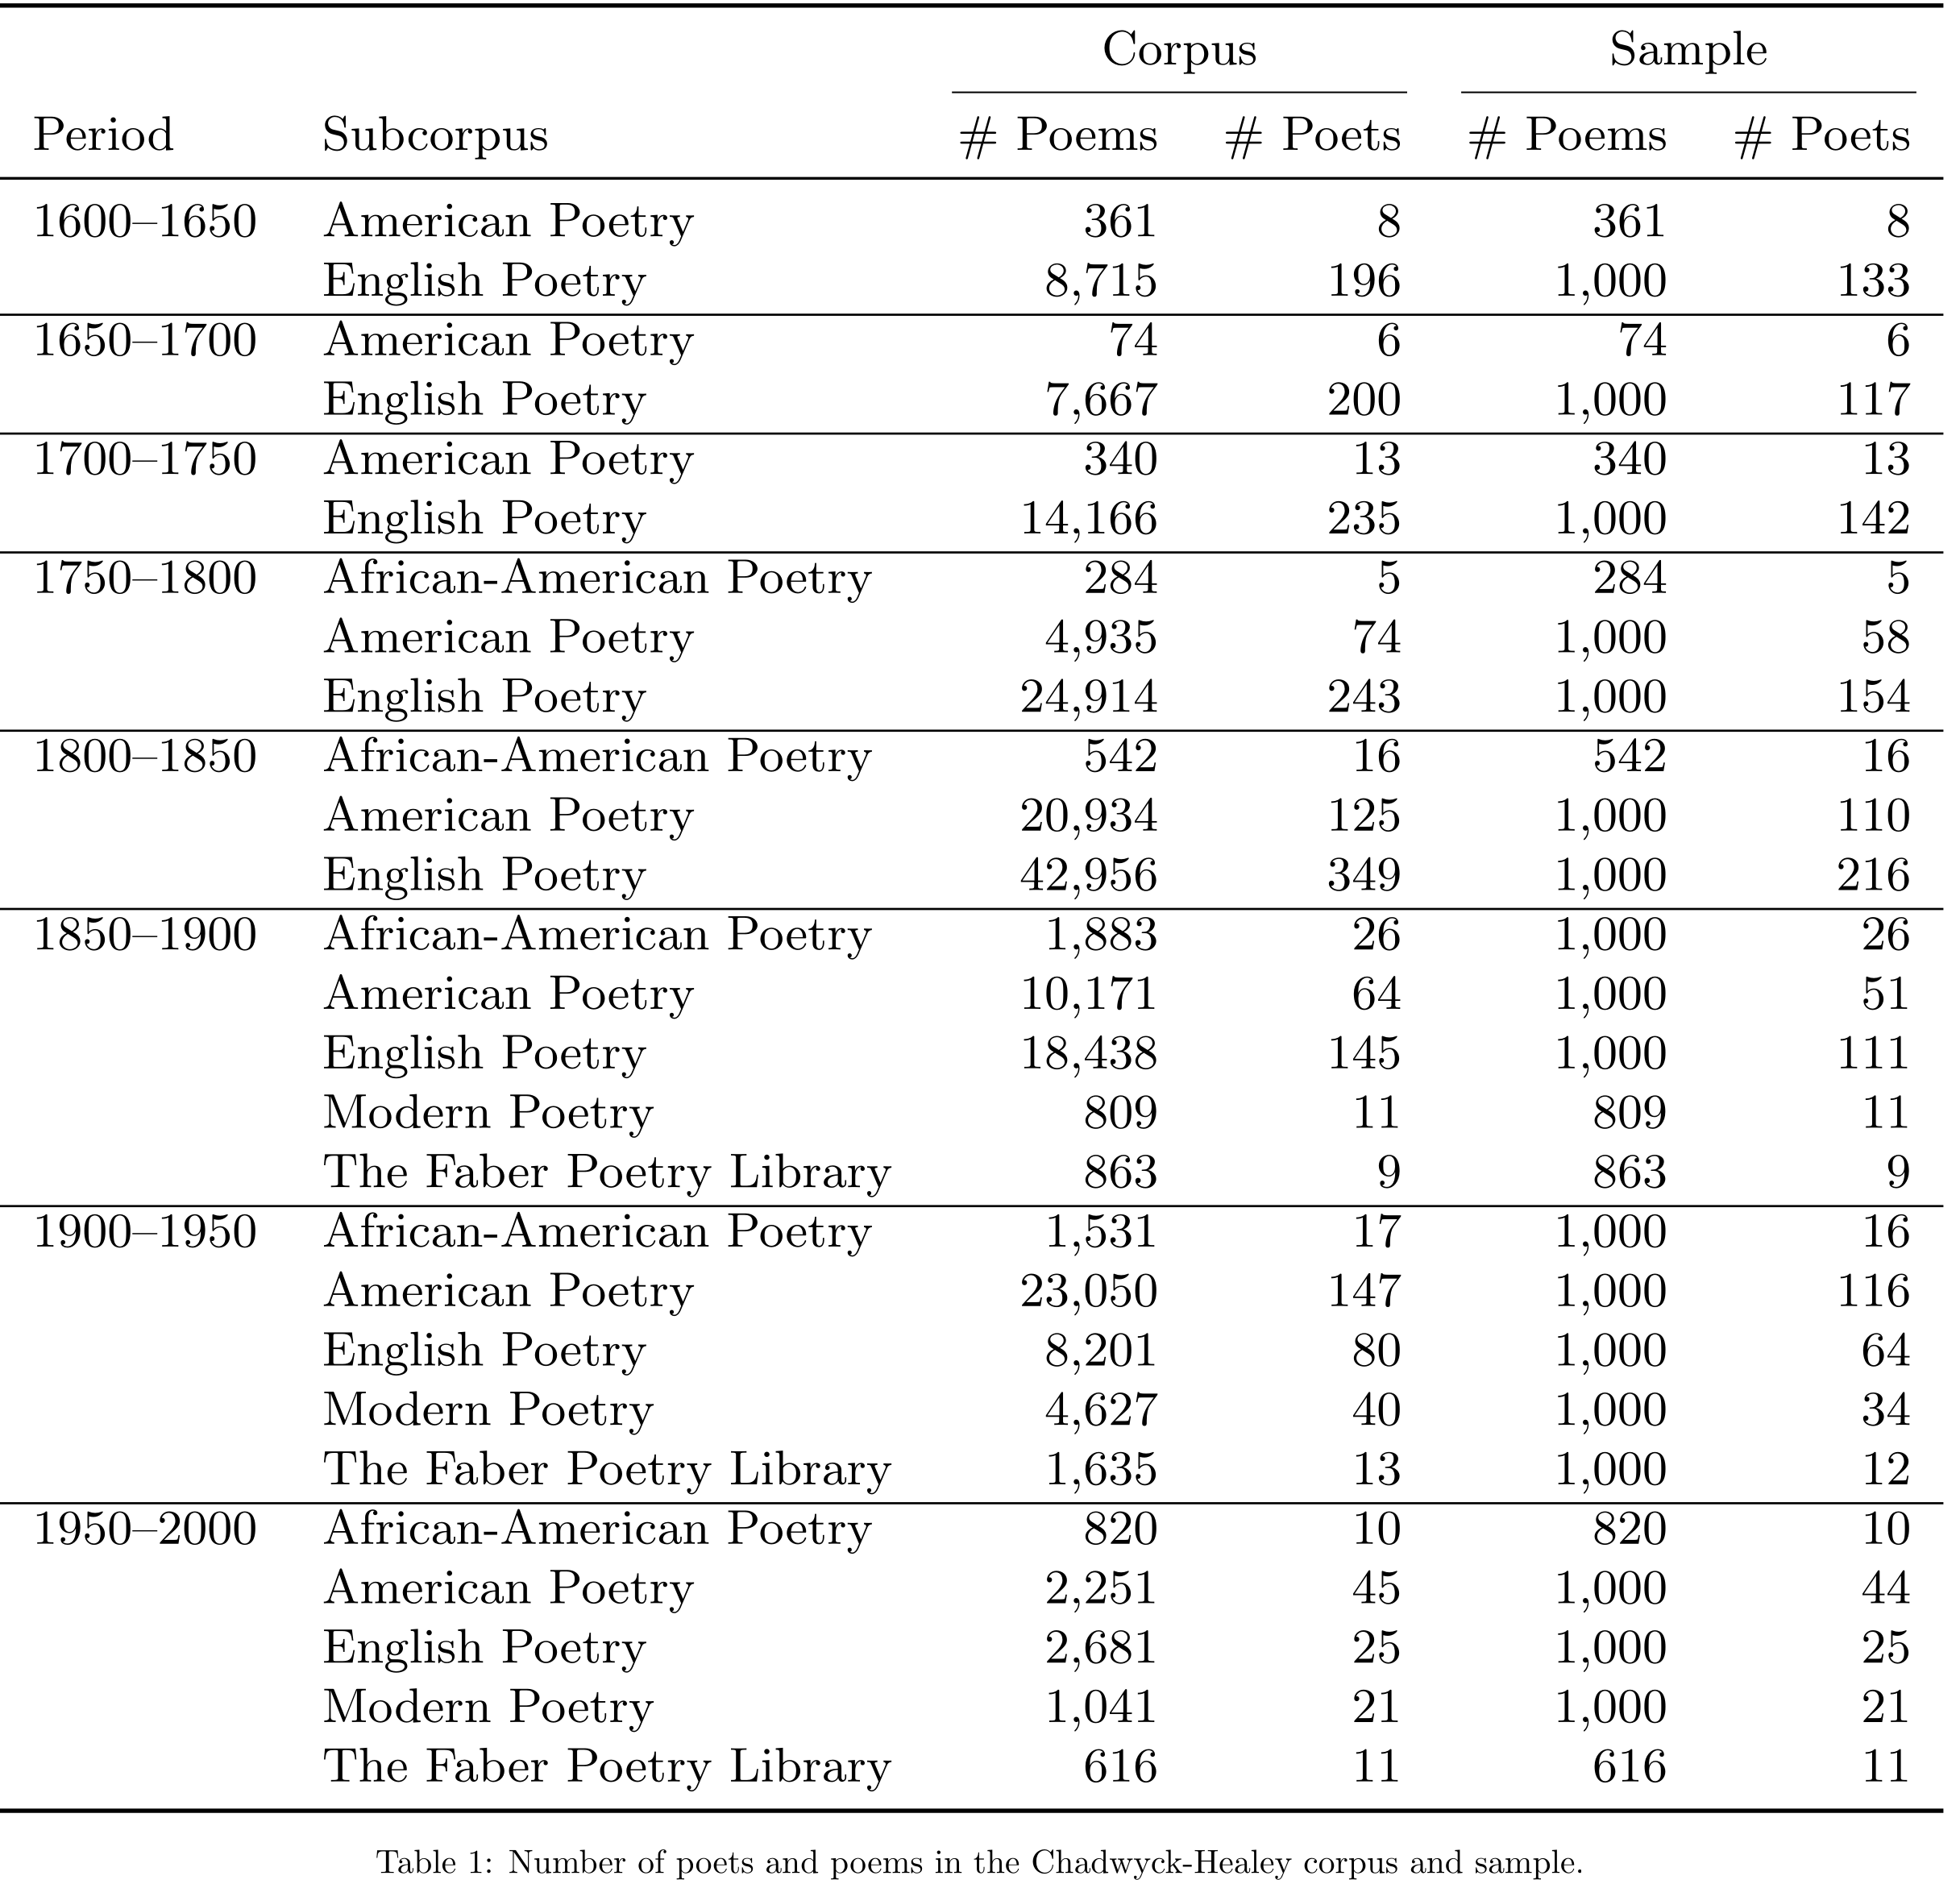 Corpus Sample
Period Subcorpus # Poems # Poets # Poems # Poets
1600–1650 American Poetry 361 8 361 8
English Poetry 8,715 196 1,000 133
1650–1700 American Poetry 74 6 74 6
English Poetry 7,667 200 1,000 117
1700–1750 American Poetry 340 13 340 13
English Poetry 14,166 235 1,000 142
1750–1800 African-American Poetry 284 5 284 5
American Poetry 4,935 74 1,000 58
English Poetry 24,914 243 1,000 154
1800–1850 African-American Poetry 542 16 542 16
American Poetry 20,934 125 1,000 110
English Poetry 42,956 349 1,000 216
1850–1900 African-American Poetry 1,883 26 1,000 26
American Poetry 10,171 64 1,000 51
English Poetry 18,438 145 1,000 111
Modern Poetry 809 11 809 11
The Faber Poetry Library 863 9 863 9
1900–1950 African-American Poetry 1,531 17 1,000 16
American Poetry 23,050 147 1,000 116
English Poetry 8,201 80 1,000 64
Modern Poetry 4,627 40 1,000 34
The Faber Poetry Library 1,635 13 1,000 12
1950–2000 African-American Poetry 820 10 820 10
American Poetry 2,251 45 1,000 44
English Poetry 2,681 25 1,000 25
Modern Poetry 1,041 21 1,000 21
The Faber Poetry Library 616 11 616 11
Table 1: Number of poets and poems in the Chadwyck-Healey corpus and sample.